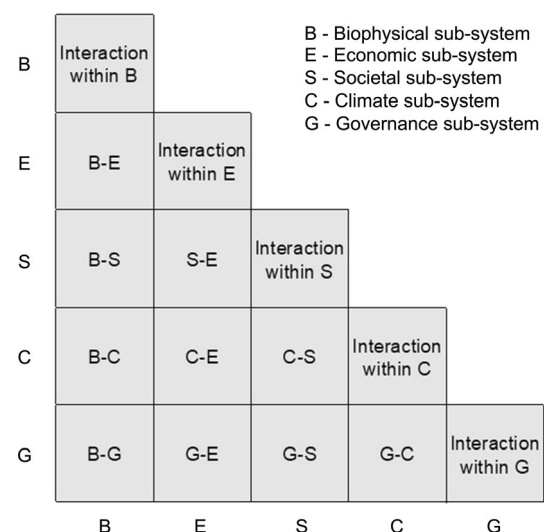 B - Biophysical sub-system
E - Economic sub-system
S - Societal sub-system
C - Climate sub-system
G - Governance sub-system
B
Interaction
within B
E
B-E
Interaction
within E
S
B-S
S-E
Interaction
within S
C
B-C
C-E
C-S
Interaction
within C
G
B-G
G-E
G-S
G-C
Interaction
within G
B
E
S
C
G